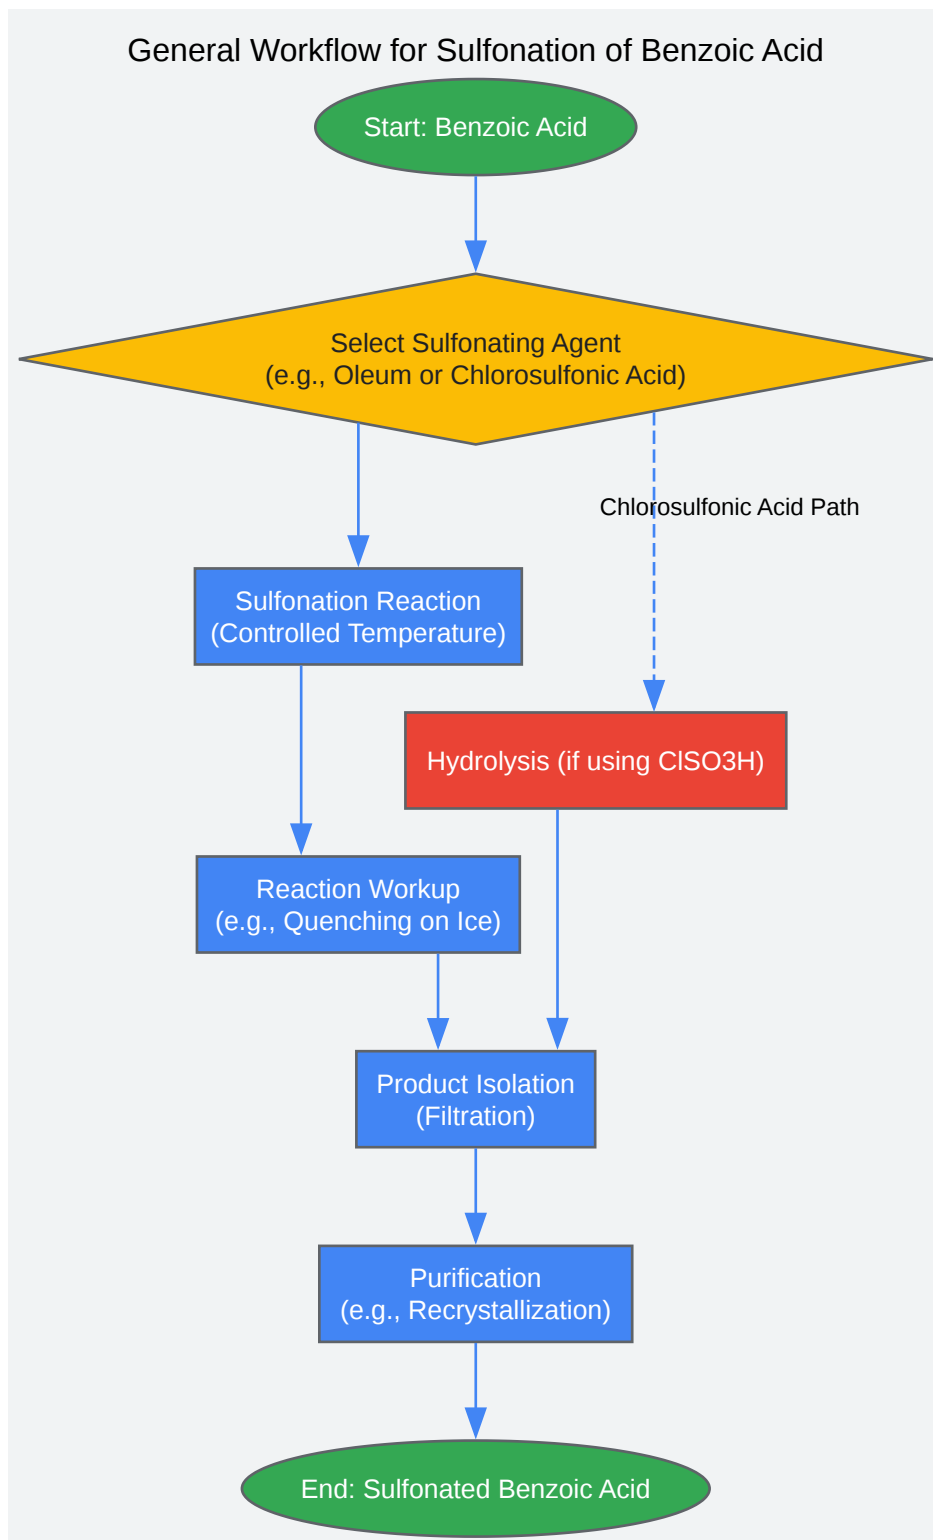 General Workflow for Sulfonation of Benzoic Acid
Start: Benzoic Acid
Select Sulfonating Agent
(e.g., Oleum or Chlorosulfonic Acid)
Chlorosulfonic Acid Path
Sulfonation Reaction
(Controlled Temperature)
Hydrolysis (if using ClSO3H)
Reaction Workup
(e.g., Quenching on Ice)
Product Isolation
(Filtration)
Purification
(e.g., Recrystallization)
End: Sulfonated Benzoic Acid